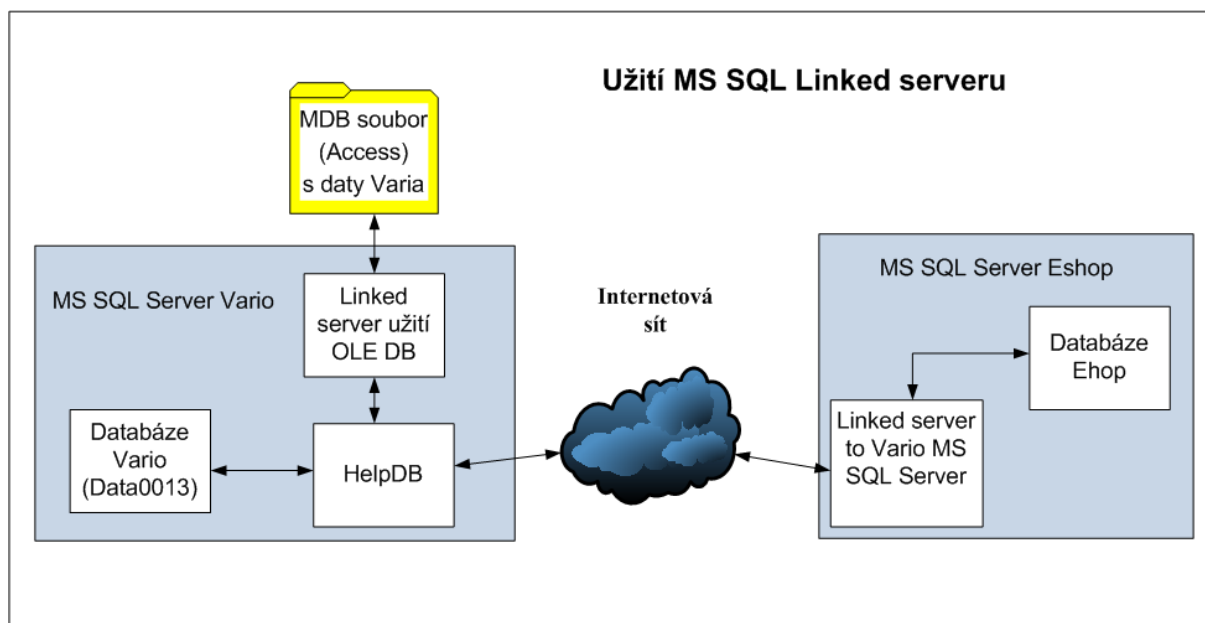 Užití MS SQL Linked serveru
MDB soubor
(Access)
s daty Varia
MS SQL Server Vario
Linked
server užití
OLE DB
Databáze
Vario
(Data0013)
HelpDB
Internetová
sít
MS SQL Server Eshop
Databáze
Ehop
Linked server
to Vario MS
SQL Server